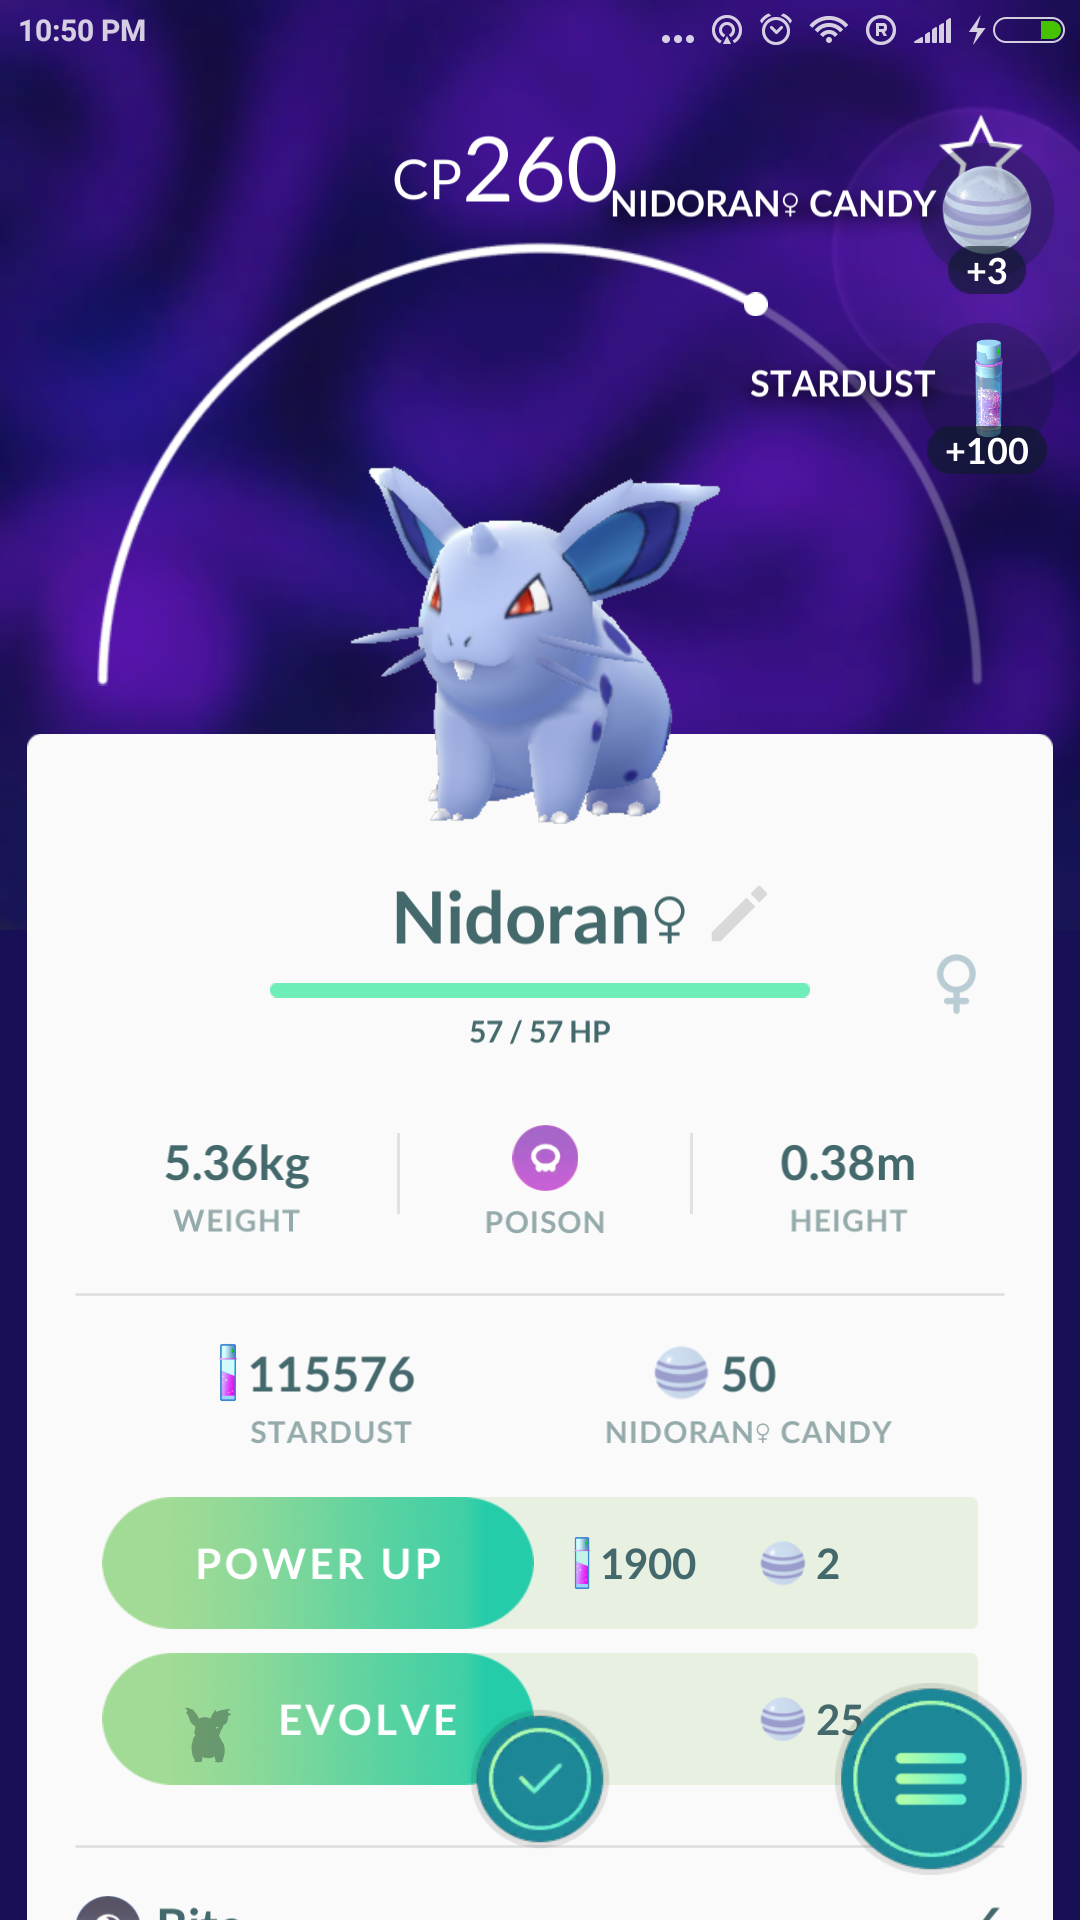 10:50 PM
R
CP260
NIDORAN♀ CANDY
+3
STARDUST
+100
Nidoran♀
57 / 57 HP
5.36kg
WEIGHT
POISON
0.38m
HEIGHT
115576
STARDUST
50
NIDORAN♀ CANDY
POWER UP
1900
2
EVOLVE
25
Bite